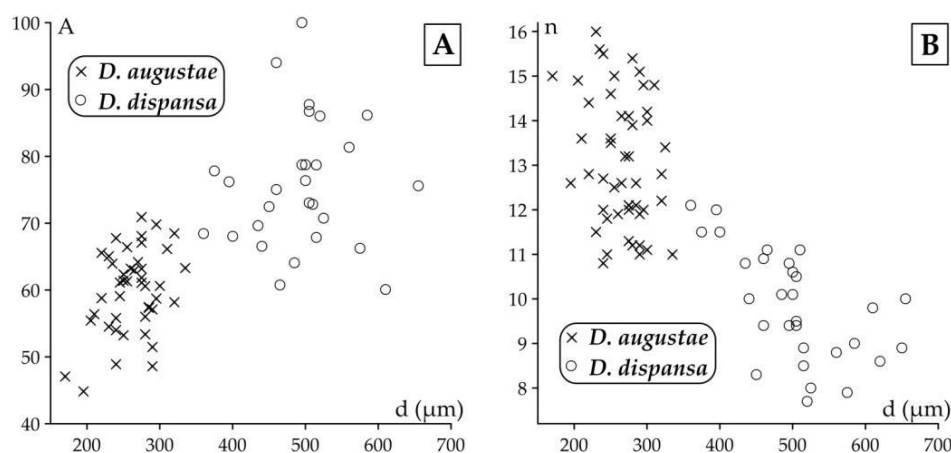 A
A
× D. augustae
○ D. dispansa
100
90
80
70
60
50
40
d (µm)
200 300 400 500 600 700
n
B
16
15
14
13
12
11
10
9
8
× D. augustae
○ D. dispansa
d (µm)
200 300 400 500 600 700